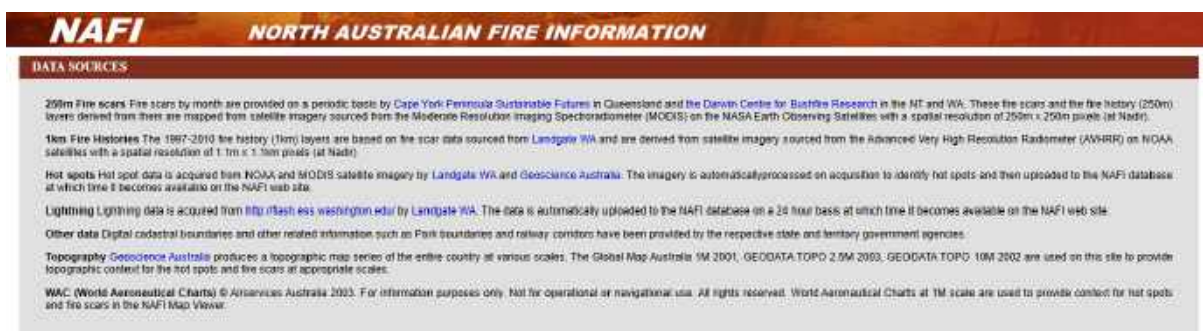 NAFI NORTH AUSTRALIAN FIRE INFORMATION
DATA SOURCES
250m Fire scars Fire scars by month are provided on a periodic basis by Cape York Peninsula Sustainable Futures in Queensland and the Darwin Centre for Bushfire Research in the NT and WA. These fire scars and the fire history (250m)
layers derived from them are mapped from satellite imagery sourced from the Moderate Resolution Imaging Spectroradiometer (MODIS) on the NASA Earth Observing Satellites with a spatial resolution of 250m x 250m pixels (at Nadir).
1km Fire Histories The 1997-2010 fire history (1km) layers are based on fire scar data sourced from Landgate WA and are derived from satellite imagery sourced from the Advanced Very High Resolution Radiometer (AVHRR) on NOAA
satellites with a spatial resolution of 1.1m x 1.1km pixels (at Nadir)
Hot spots Hot spot data is acquired from NOAA and MODIS satellite imagery by Landgate WA and Geoscience Australia. The imagery is automaticallyprocessed on acquisition to identify hot spots and then uploaded to the NAFI database
at which time it becomes available on the NAFI web site.
Lightning Lightning data is acquired from http://flash.ess.washington.edu/ by Landgate WA. The data is automatically uploaded to the NAFI database on a 24 hour basis at which time it becomes available on the NAFI web site.
Other data Digital cadastral boundaries and other related information such as Park boundaries and railway corridors have been provided by the respective state and territory government agencies.
Topography Geoscience Australia produces a topographic map series of the entire country at various scales. The Global Map Australia 1M 2001, GEODATA TOPO 2.5M 2003, GEODATA TOPO 10M 2002 are used on this site to provide
topographic context for the hot spots and fire scars at appropriate scales.
WAC (World Aeronautical Charts) © Airservices Australia 2003. For information purposes only. Not for operational or navigational use. All rights reserved. World Aeronautical Charts at 1M scale are used to provide context for hot spots
and fire scars in the NAFI Map Viewer.